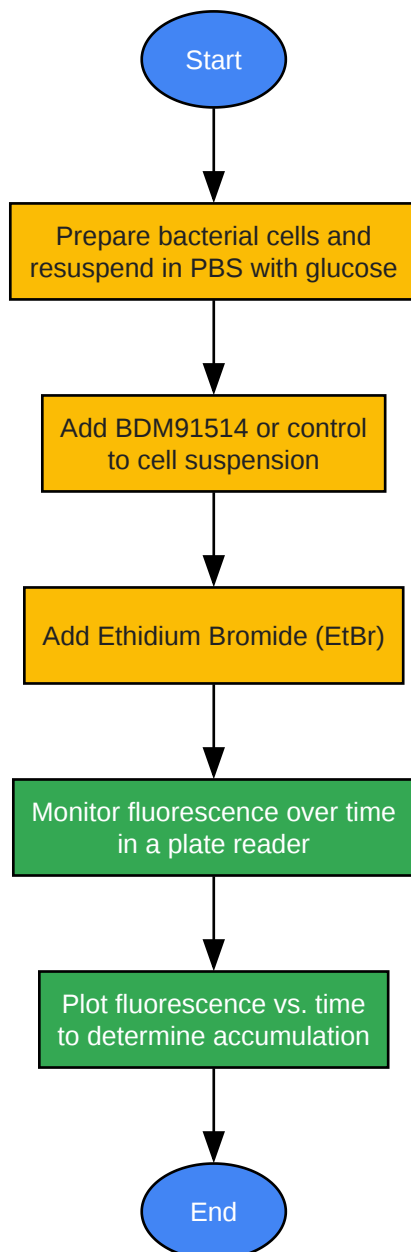 Start
Prepare bacterial cells and
resuspend in PBS with glucose
Add BDM91514 or control
to cell suspension
Add Ethidium Bromide (EtBr)
Monitor fluorescence over time
in a plate reader
Plot fluorescence vs. time
to determine accumulation
End